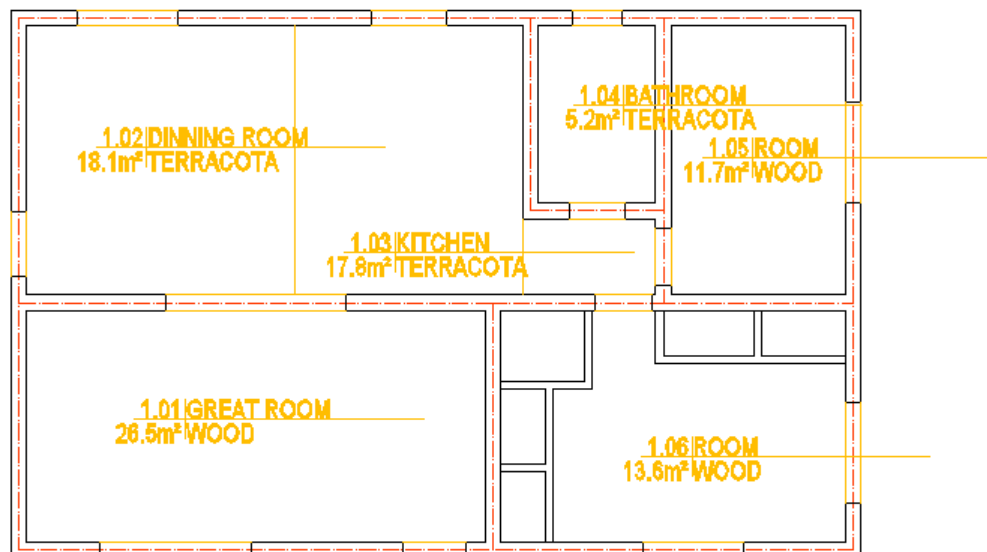 1.04 BATHROOM
5.2m² TERRACOTA
1.02 DINNING ROOM
18.1m² TERRACOTA
1.05 ROOM
11.7m² WOOD
1.03 KITCHEN
17.8m² TERRACOTA
1.01 GREAT ROOM
26.5m² WOOD
1.06 ROOM
13.6m² WOOD